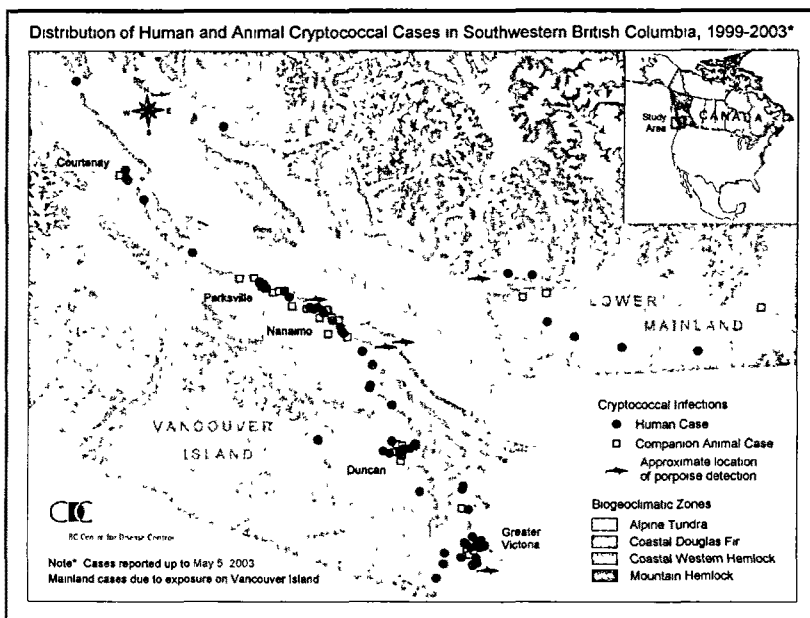 Distribution of Human and Animal Cryptococcal Cases in Southwestern British Columbia, 1999-2003*
W
E
CANADA
Study
Area
Courtenay
Parksville
Nanaimo
LOWER
MAINLAND
VANCOUVER
ISLAND
Duncan
Greater
Victoria
Cryptococcal Infections
Human Case
Companion Animal Case
Approximate location
of porpoise detection
Biogeoclimatic Zones
Alpine Tundra
Coastal Douglas Fir
Coastal Western Hemlock
Mountain Hemlock
BC Centre for Disease Control
Note* Cases reported up to May 5 2003
Mainland cases due to exposure on Vancouver Island